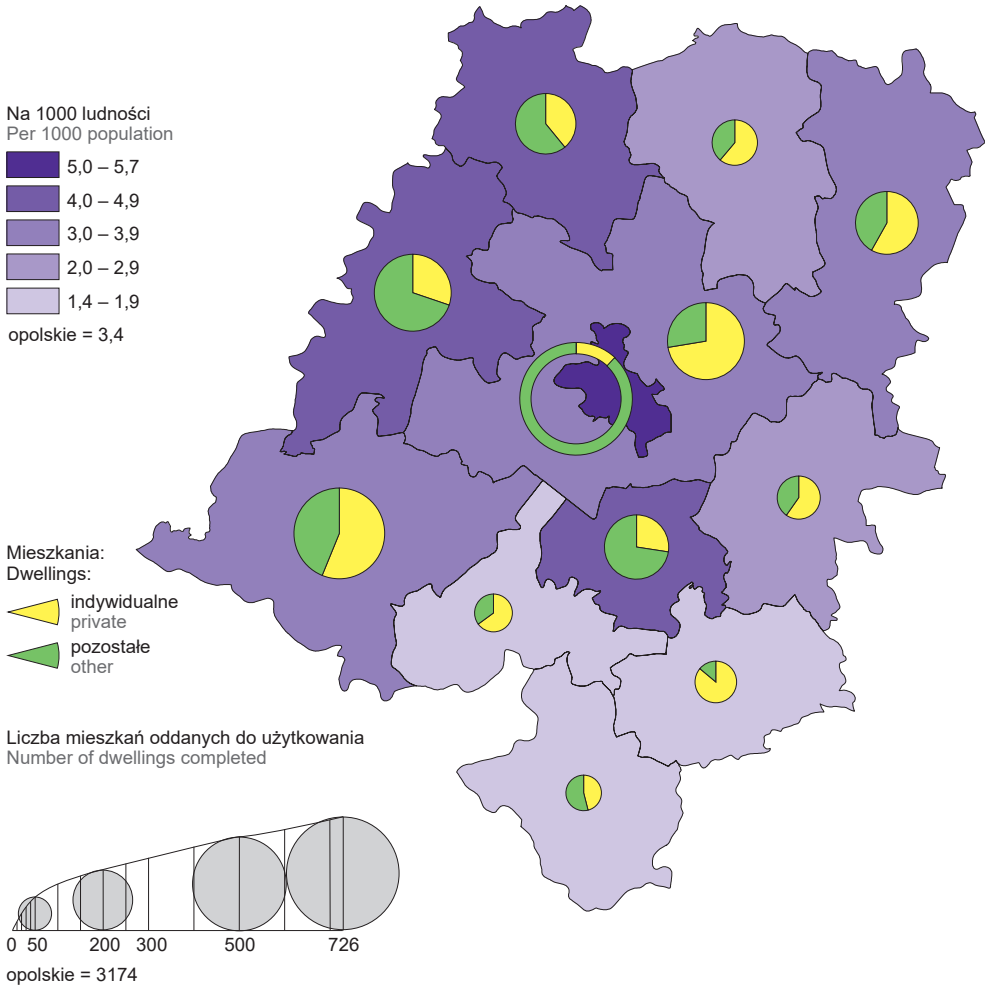 Na 1000 ludności
Per 1000 population
5,0 – 5,7
4,0 – 4,9
3,0 – 3,9
2,0 – 2,9
1,4 – 1,9
opolskie = 3,4
Mieszkania:
Dwellings:
indywidualne
private
pozostałe
other
Liczba mieszkań oddanych do użytkowania
Number of dwellings completed
0 50 200 300 500 726
opolskie = 3174